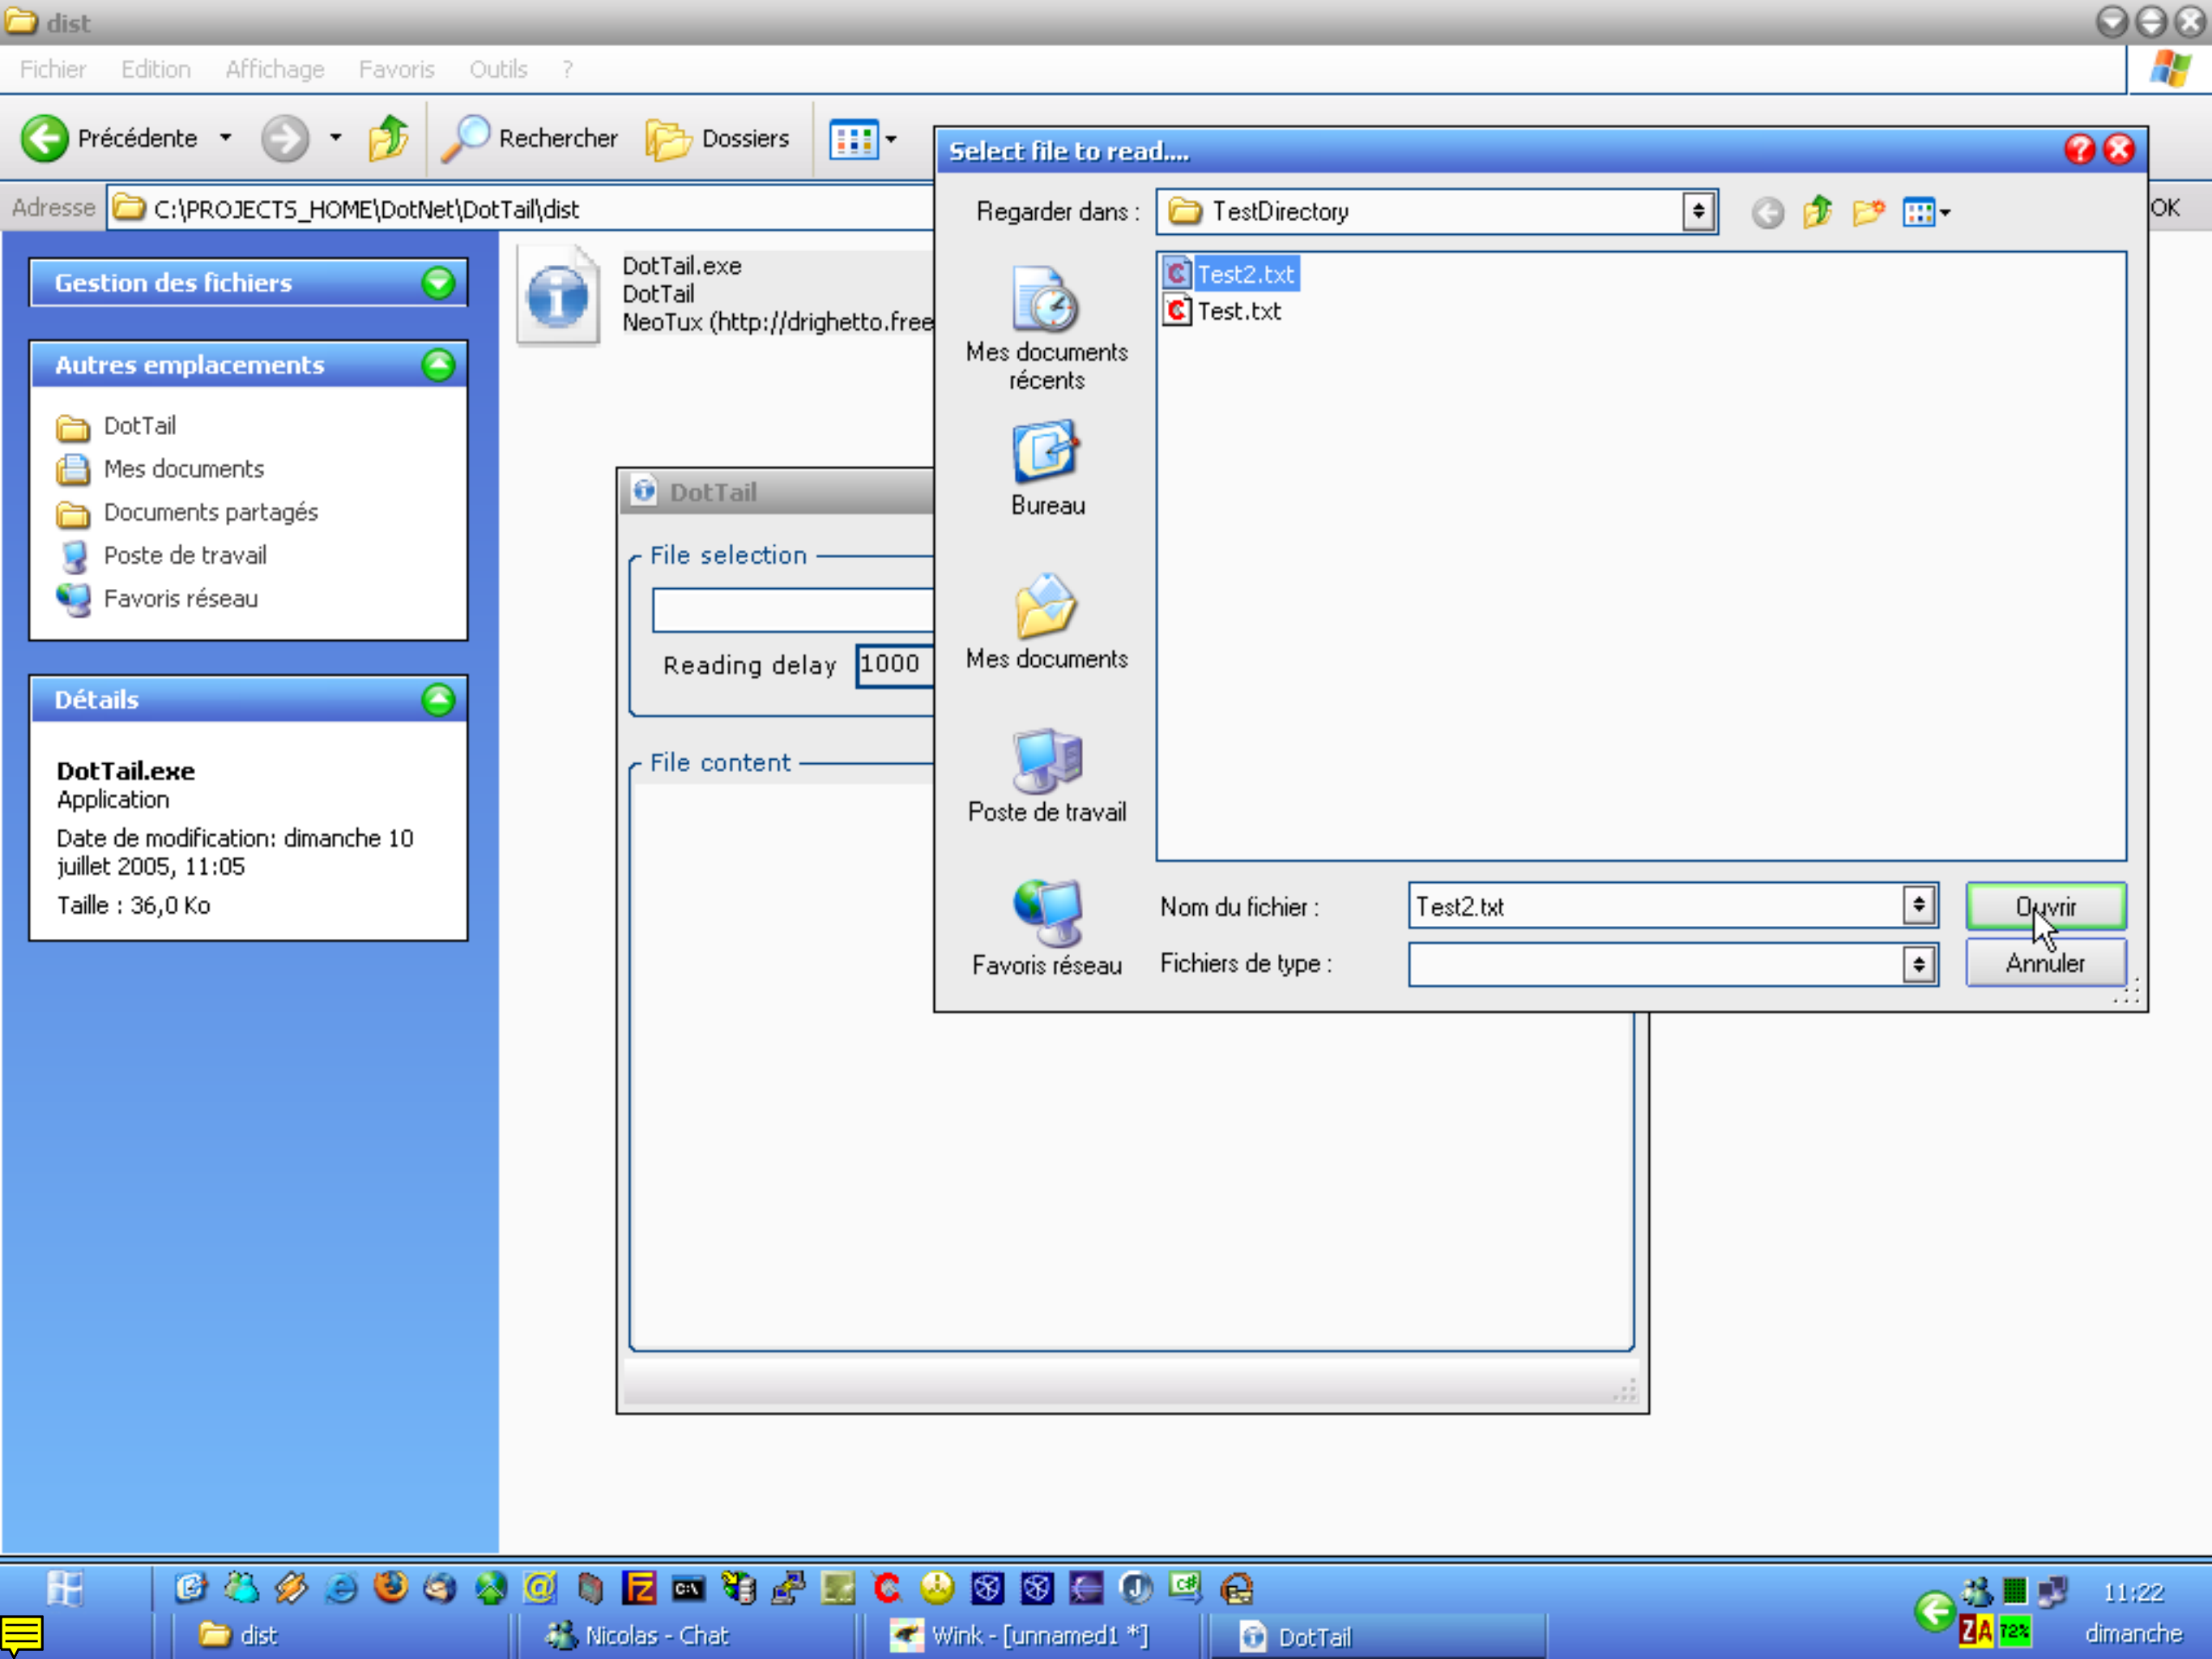 dist
Fichier Edition Affichage Favoris Outils ?
Précédente Rechercher Dossiers
Adresse C:\PROJECTS_HOME\DotNet\DotTail\dist
OK
Gestion des fichiers
Autres emplacements
DotTail
Mes documents
Documents partagés
Poste de travail
Favoris réseau
Détails
DotTail.exe
Application
Date de modification: dimanche 10
juillet 2005, 11:05
Taille : 36,0 Ko
DotTail.exe
DotTail
NeoTux (http://drighetto.free
DotTail
File selection
Reading delay 1000
File content
Select file to read....
Regarder dans : TestDirectory
Mes documents
récents
Bureau
Mes documents
Poste de travail
Favoris réseau
Test2.txt
Test.txt
Nom du fichier : Test2.txt Ouvrir
Fichiers de type : Annuler
dist
Nicolas - Chat
Wink - [unnamed1 *]
DotTail
ZA 72%
11:22
dimanche